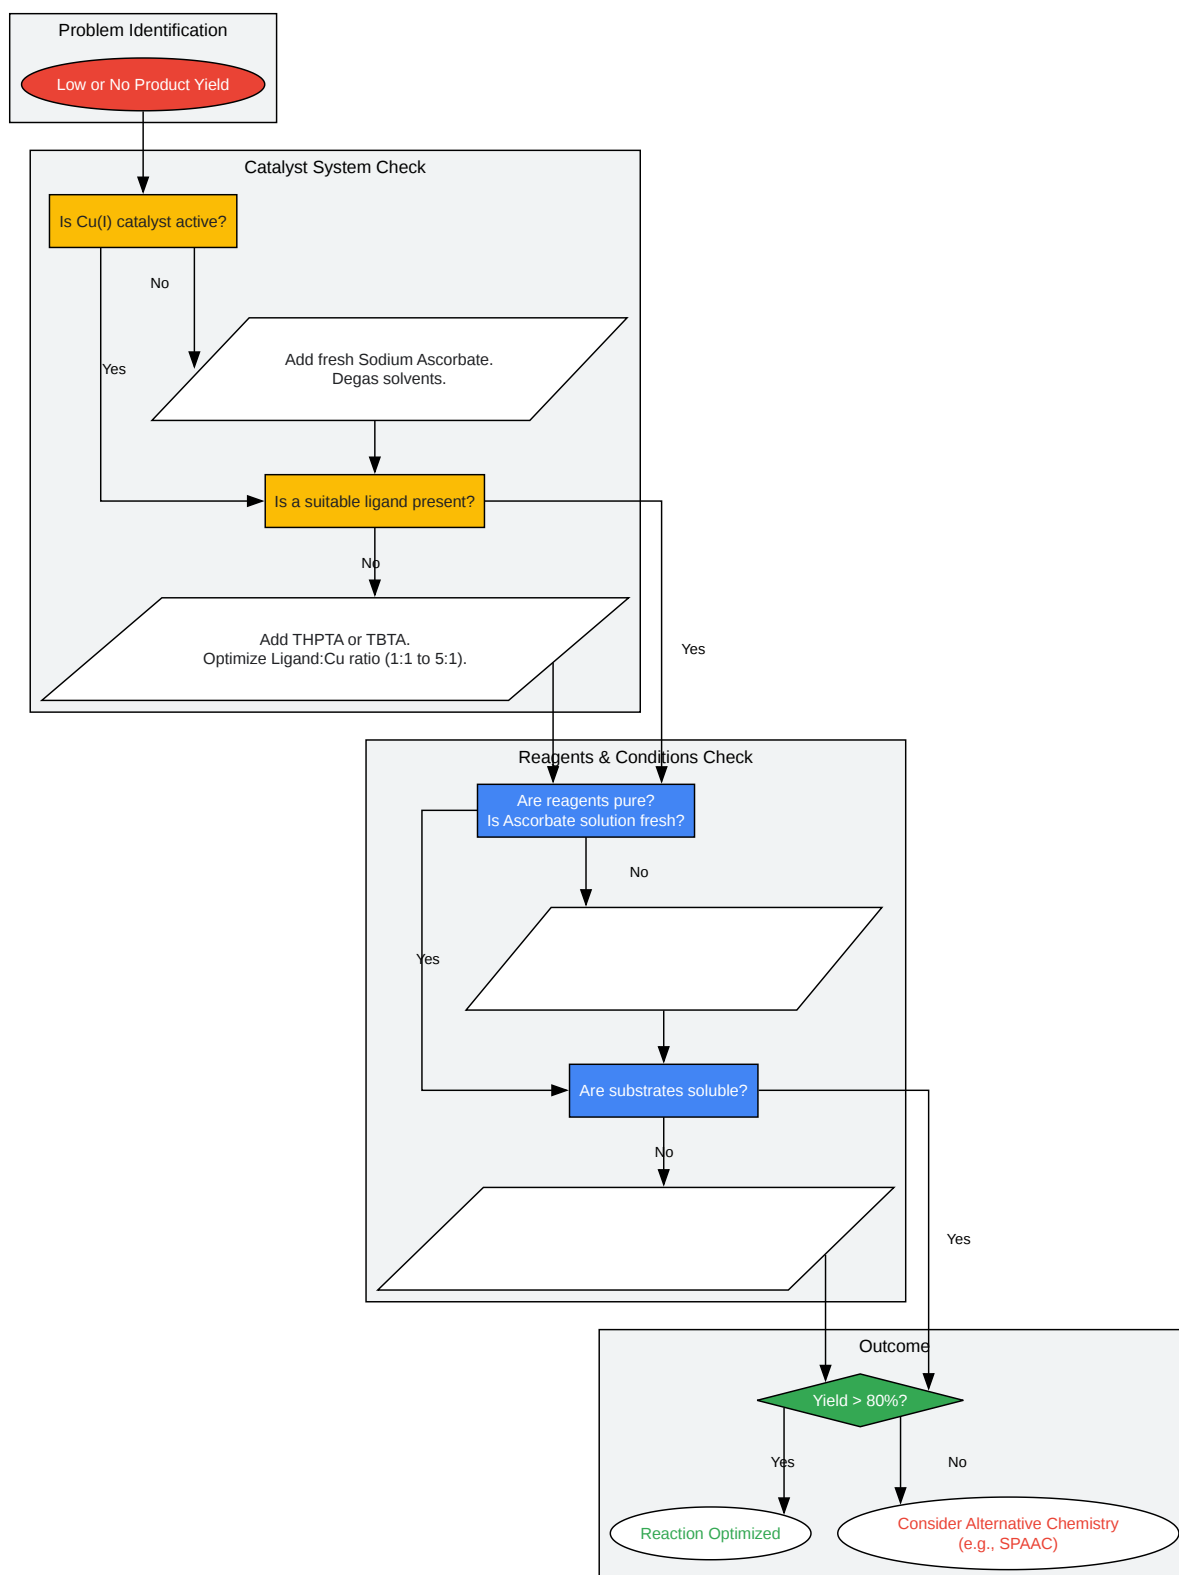 Problem Identification
Low or No Product Yield
Catalyst System Check
Is Cu(I) catalyst active?
No
Yes
Add fresh Sodium Ascorbate.
Degas solvents.
Is a suitable ligand present?
No
Add THPTA or TBTA.
Optimize Ligand:Cu ratio (1:1 to 5:1).
Yes
Reagents & Conditions Check
Are reagents pure?
Is Ascorbate solution fresh?
No
Yes
Are substrates soluble?
No
Yes
Outcome
Yield > 80%?
Yes
No
Reaction Optimized
Consider Alternative Chemistry
(e.g., SPAAC)